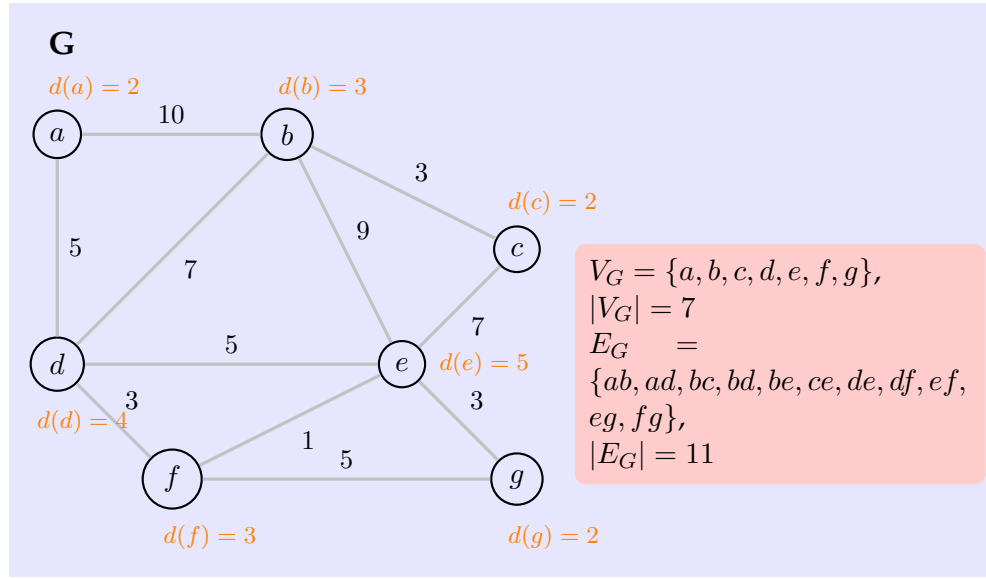 G
d(a) = 2
d(b) = 3
10
a
b
3
d(c) = 2
9
5
c
7
V_G = {a, b, c, d, e, f, g},
|V_G| = 7
E_G =
{ab, ad, bc, bd, be, ce, de, df, ef,
eg, fg},
|E_G| = 11
7
5
d
e
d(e) = 5
3
3
d(d) = 4
1
5
f
g
d(f) = 3
d(g) = 2